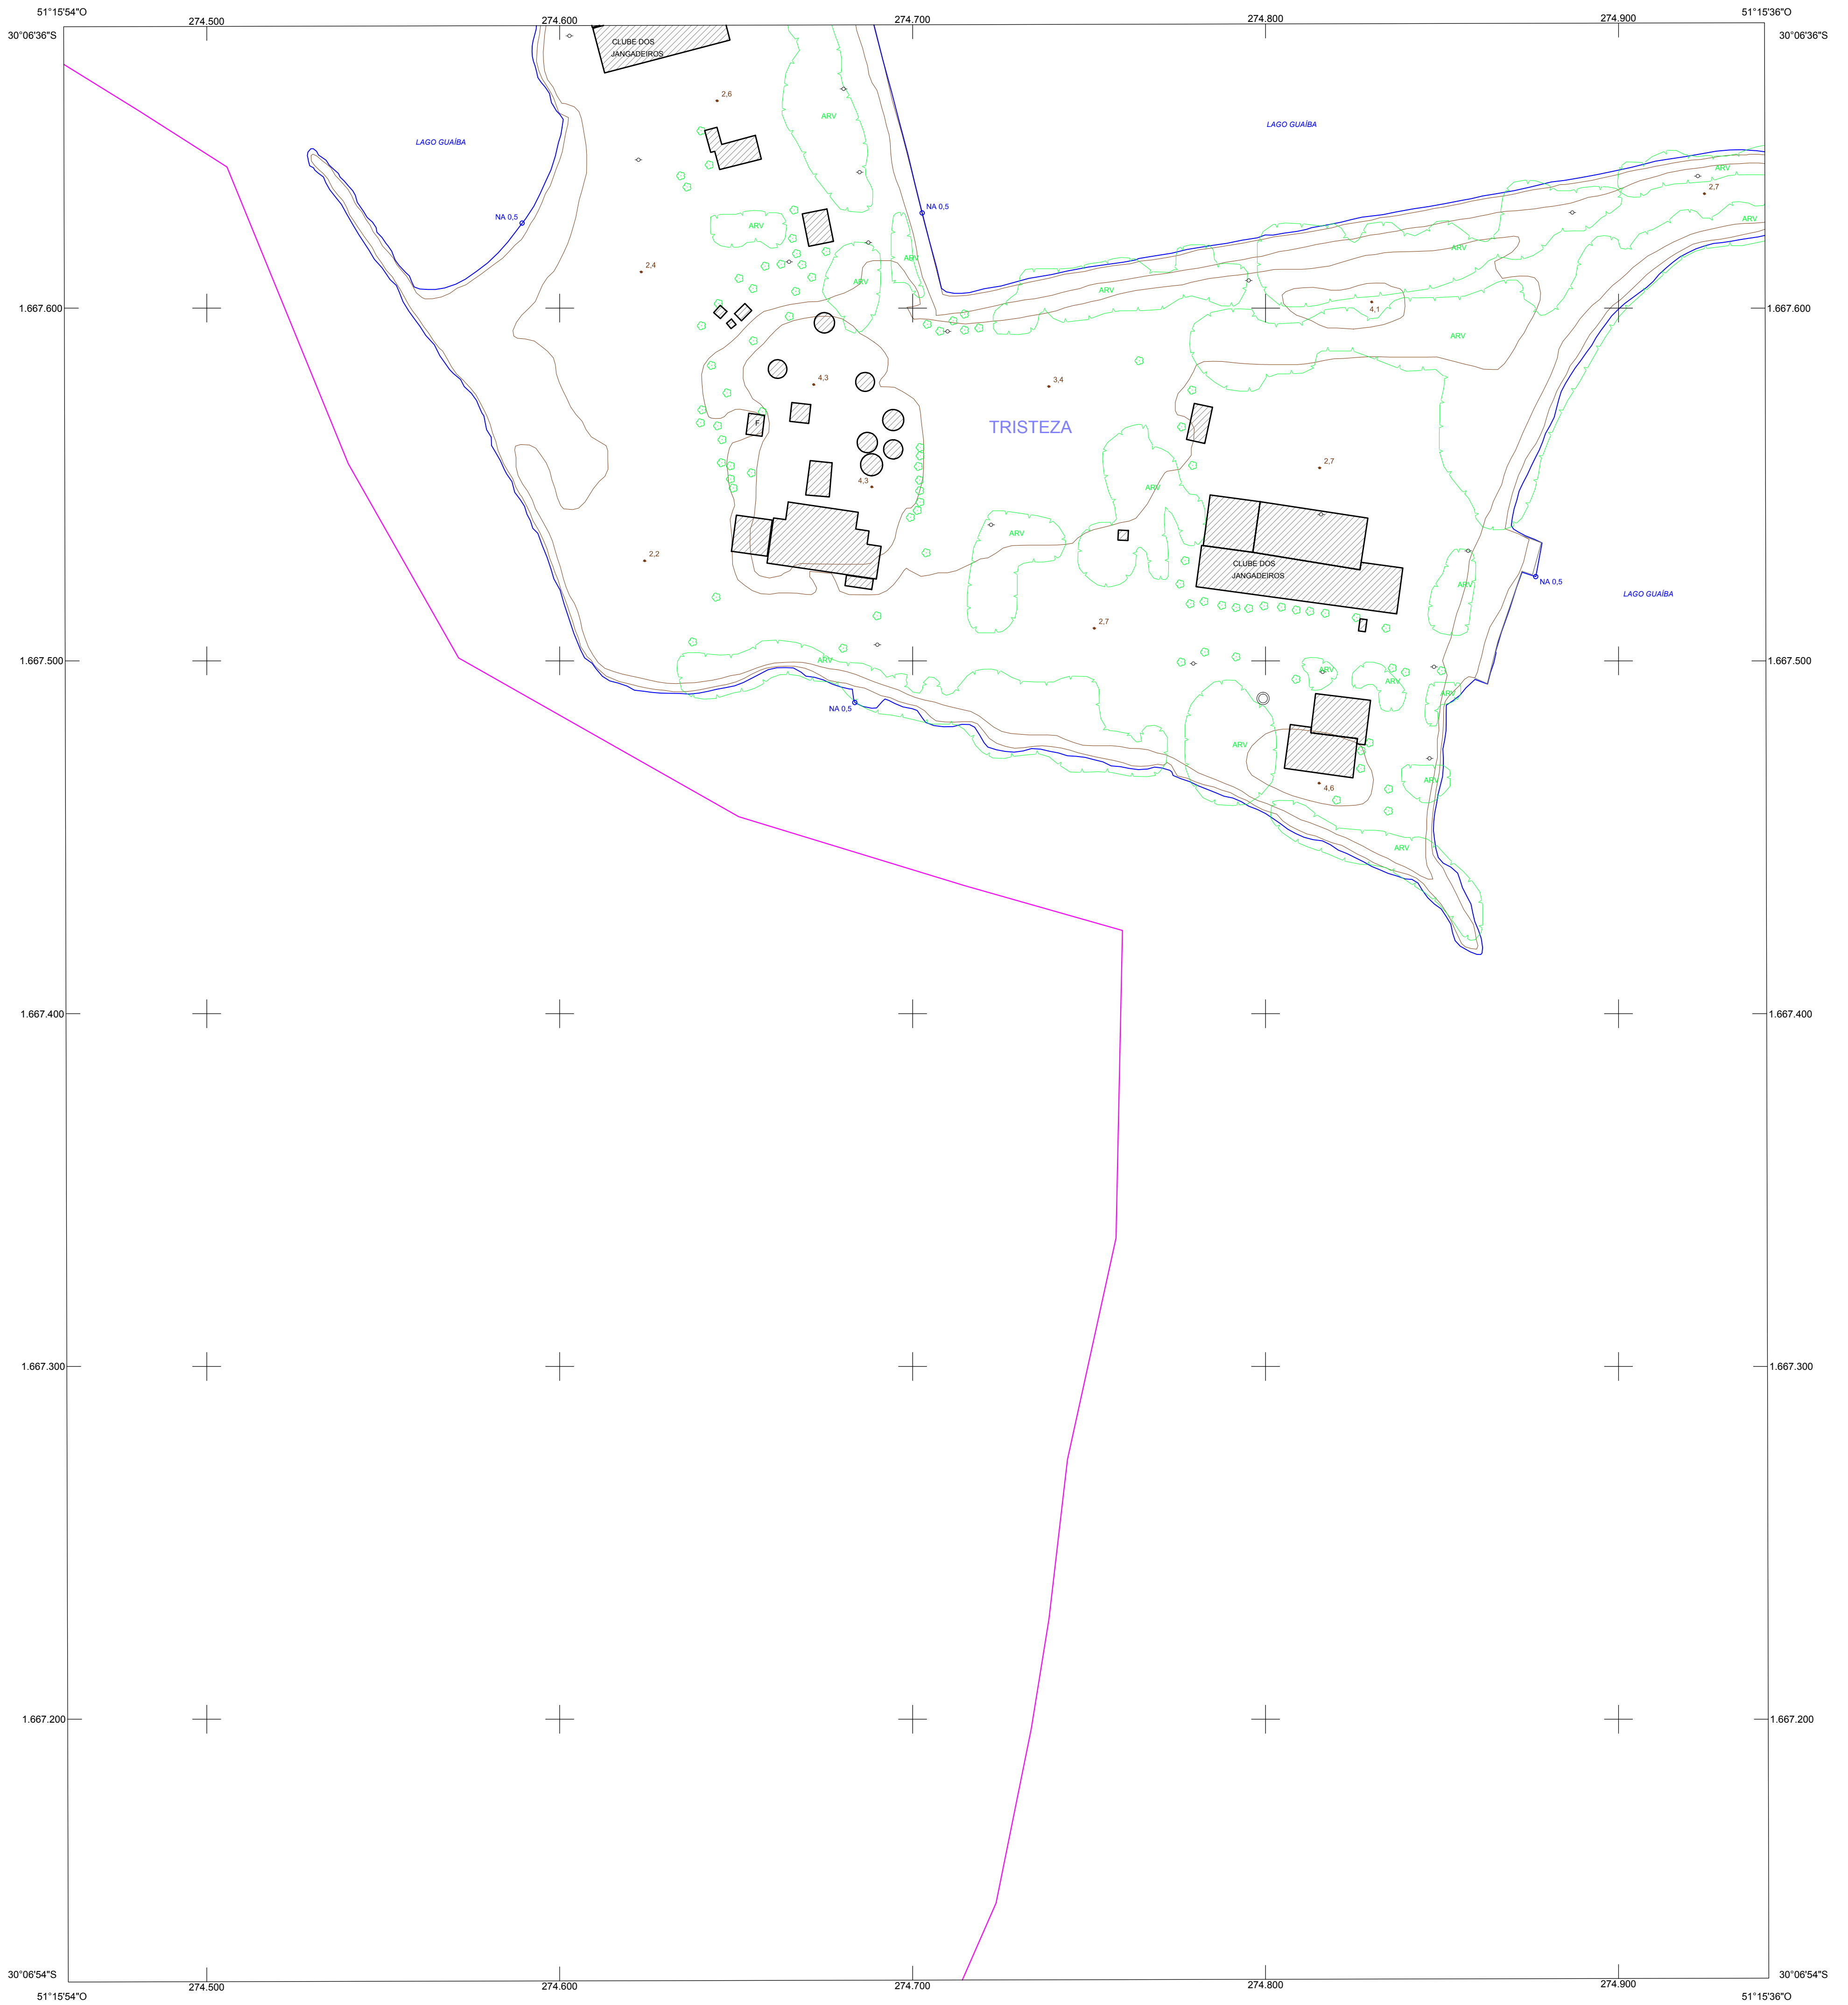 51°15'54"O
274.500
274.600
274.700
274.800
274.900
51°15'36"O
30°06'36"S
30°06'36"S
CLUBE DOS
JANGADEIROS
2,6
ARV
LAGO GUAÍBA
LAGO GUAÍBA
ARV
2,7
NA 0,5
NA 0,5
ARV
ARV
ARV
ARV
2,4
ARV
ARV
1.667.600
4,1
1.667.600
ARV
4,3
3,4
F
TRISTEZA
2,7
4,3
ARV
ARV
2,2
CLUBE DOS
JANGADEIROS
NA 0,5
ARV
LAGO GUAÍBA
2,7
1.667.500
ARV
1.667.500
ARV
ARV
ARV
NA 0,5
ARV
ARV
4,6
ARV
1.667.400
1.667.400
1.667.300
1.667.300
1.667.200
1.667.200
30°06'54"S
30°06'54"S
274.500
274.600
274.700
274.800
274.900
51°15'54"O
51°15'36"O